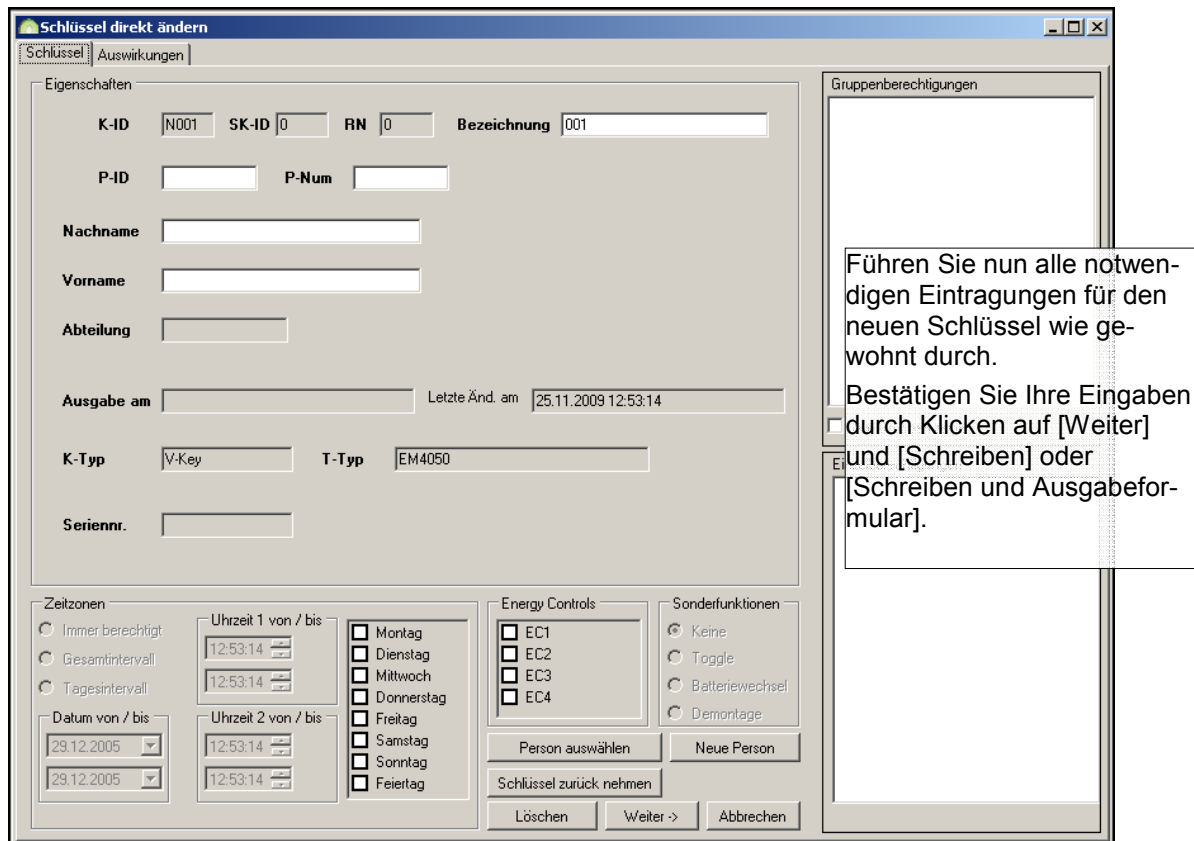 Schlüssel direkt ändern
Schlüssel Auswirkungen
Eigenschaften
K-ID N001 SK-ID 0 RN 0 Bezeichnung 001
P-ID P-Num
Nachname
Vorname
Abteilung
Ausgabe am Letzte Änd. am 25.11.2009 12:53:14
K-Typ V-Key T-Typ EM4050
Seriennr.
Gruppenberechtigungen
Führen Sie nun alle notwen-
digen Eintragungen für den
neuen Schlüssel wie ge-
wohnt durch.
Bestätigen Sie Ihre Eingaben
durch Klicken auf [Weiter]
und [Schreiben] oder
[Schreiben und Ausgabefor-
mular].
Zeitzonen
Immer berechtigt
Gesamtintervall
Tagesintervall
Datum von / bis
29.12.2005
29.12.2005
Uhrzeit 1 von / bis
12:53:14
12:53:14
Uhrzeit 2 von / bis
12:53:14
12:53:14
Montag
Dienstag
Mittwoch
Donnerstag
Freitag
Samstag
Sonntag
Feiertag
Energy Controls
EC1
EC2
EC3
EC4
Sonderfunktionen
Keine
Toggle
Batteriewechsel
Demontage
Person auswählen Neue Person
Schlüssel zurück nehmen
Löschen Weiter -> Abbrechen